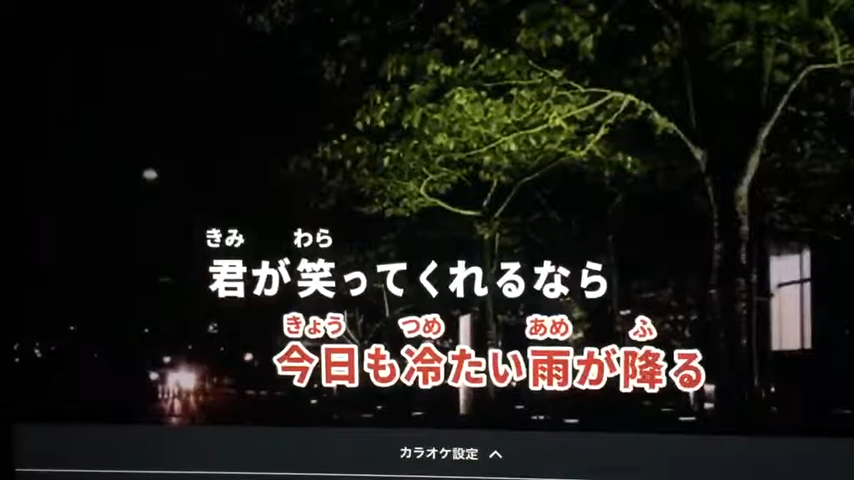 きみ わら
君が笑ってくれるなら
きょう つめ あめ ふ
今日も冷たい雨が降る
カラオケ設定